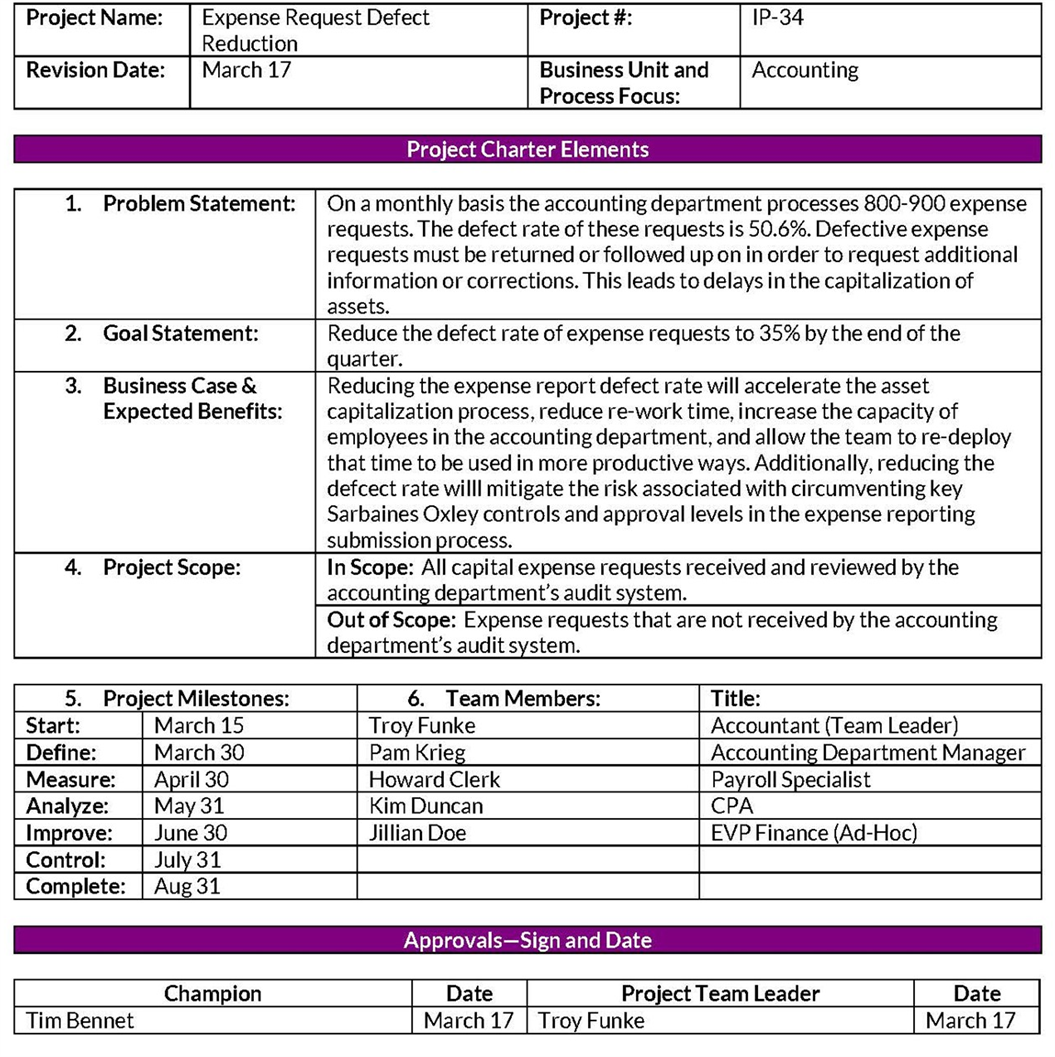 Project Name: Expense Request Defect Project #: IP-34
Reduction
Revision Date: March 17 Business Unit and Accounting
Process Focus:
Project Charter Elements
1. Problem Statement: On a monthly basis the accounting department processes 800-900 expense
requests. The defect rate of these requests is 50.6%. Defective expense
requests must be returned or followed up on in order to request additional
information or corrections. This leads to delays in the capitalization of
assets.
2. Goal Statement: Reduce the defect rate of expense requests to 35% by the end of the
quarter.
3. Business Case & Reducing the expense report defect rate will accelerate the asset
Expected Benefits: capitalization process, reduce re-work time, increase the capacity of
employees in the accounting department, and allow the team to re-deploy
that time to be used in more productive ways. Additionally, reducing the
defcect rate willl mitigate the risk associated with circumventing key
Sarbaines Oxley controls and approval levels in the expense reporting
submission process.
4. Project Scope: In Scope: All capital expense requests received and reviewed by the
accounting department's audit system.
Out of Scope: Expense requests that are not received by the accounting
department's audit system.
5. Project Milestones: 6. Team Members: Title:
Start: March 15 Troy Funke Accountant (Team Leader)
Define: March 30 Pam Krieg Accounting Department Manager
Measure: April 30 Howard Clerk Payroll Specialist
Analyze: May 31 Kim Duncan CPA
Improve: June 30 Jillian Doe EVP Finance (Ad-Hoc)
Control: July 31
Complete: Aug 31
Approvals—Sign and Date
Champion Date Project Team Leader Date
Tim Bennet March 17 Troy Funke March 17